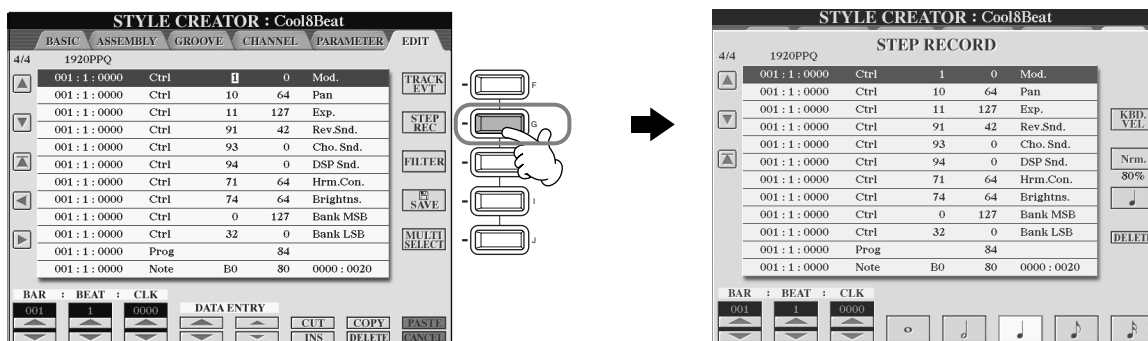 STYLE CREATOR : Cool8Beat
BASIC ASSEMBLY GROOVE CHANNEL PARAMETER EDIT
4/4 1920PPQ
001 : 1 : 0000 Ctrl 1 0 Mod.
001 : 1 : 0000 Ctrl 10 64 Pan
001 : 1 : 0000 Ctrl 11 127 Exp.
001 : 1 : 0000 Ctrl 91 42 Rev.Snd.
001 : 1 : 0000 Ctrl 93 0 Cho. Snd.
001 : 1 : 0000 Ctrl 94 0 DSP Snd.
001 : 1 : 0000 Ctrl 71 64 Hrm.Con.
001 : 1 : 0000 Ctrl 74 64 Brightns.
001 : 1 : 0000 Ctrl 0 127 Bank MSB
001 : 1 : 0000 Ctrl 32 0 Bank LSB
001 : 1 : 0000 Prog 84
001 : 1 : 0000 Note B0 80 0000 : 0020
TRACK
EVT
STEP
REC
FILTER
SAVE
MULTI
SELECT
F
G
I
J
BAR : BEAT : CLK
001 1 0000
DATA ENTRY
CUT COPY PASTE
INS DELETE CANCEL
STYLE CREATOR : Cool8Beat
STEP RECORD
4/4 1920PPQ
001 : 1 : 0000 Ctrl 1 0 Mod.
001 : 1 : 0000 Ctrl 10 64 Pan
001 : 1 : 0000 Ctrl 11 127 Exp.
001 : 1 : 0000 Ctrl 91 42 Rev.Snd.
001 : 1 : 0000 Ctrl 93 0 Cho. Snd.
001 : 1 : 0000 Ctrl 94 0 DSP Snd.
001 : 1 : 0000 Ctrl 71 64 Hrm.Con.
001 : 1 : 0000 Ctrl 74 64 Brightns.
001 : 1 : 0000 Ctrl 0 127 Bank MSB
001 : 1 : 0000 Ctrl 32 0 Bank LSB
001 : 1 : 0000 Prog 84
001 : 1 : 0000 Note B0 80 0000 : 0020
KBD.
VEL
Nrm.
80%
BAR : BEAT : CLK
001 1 0000